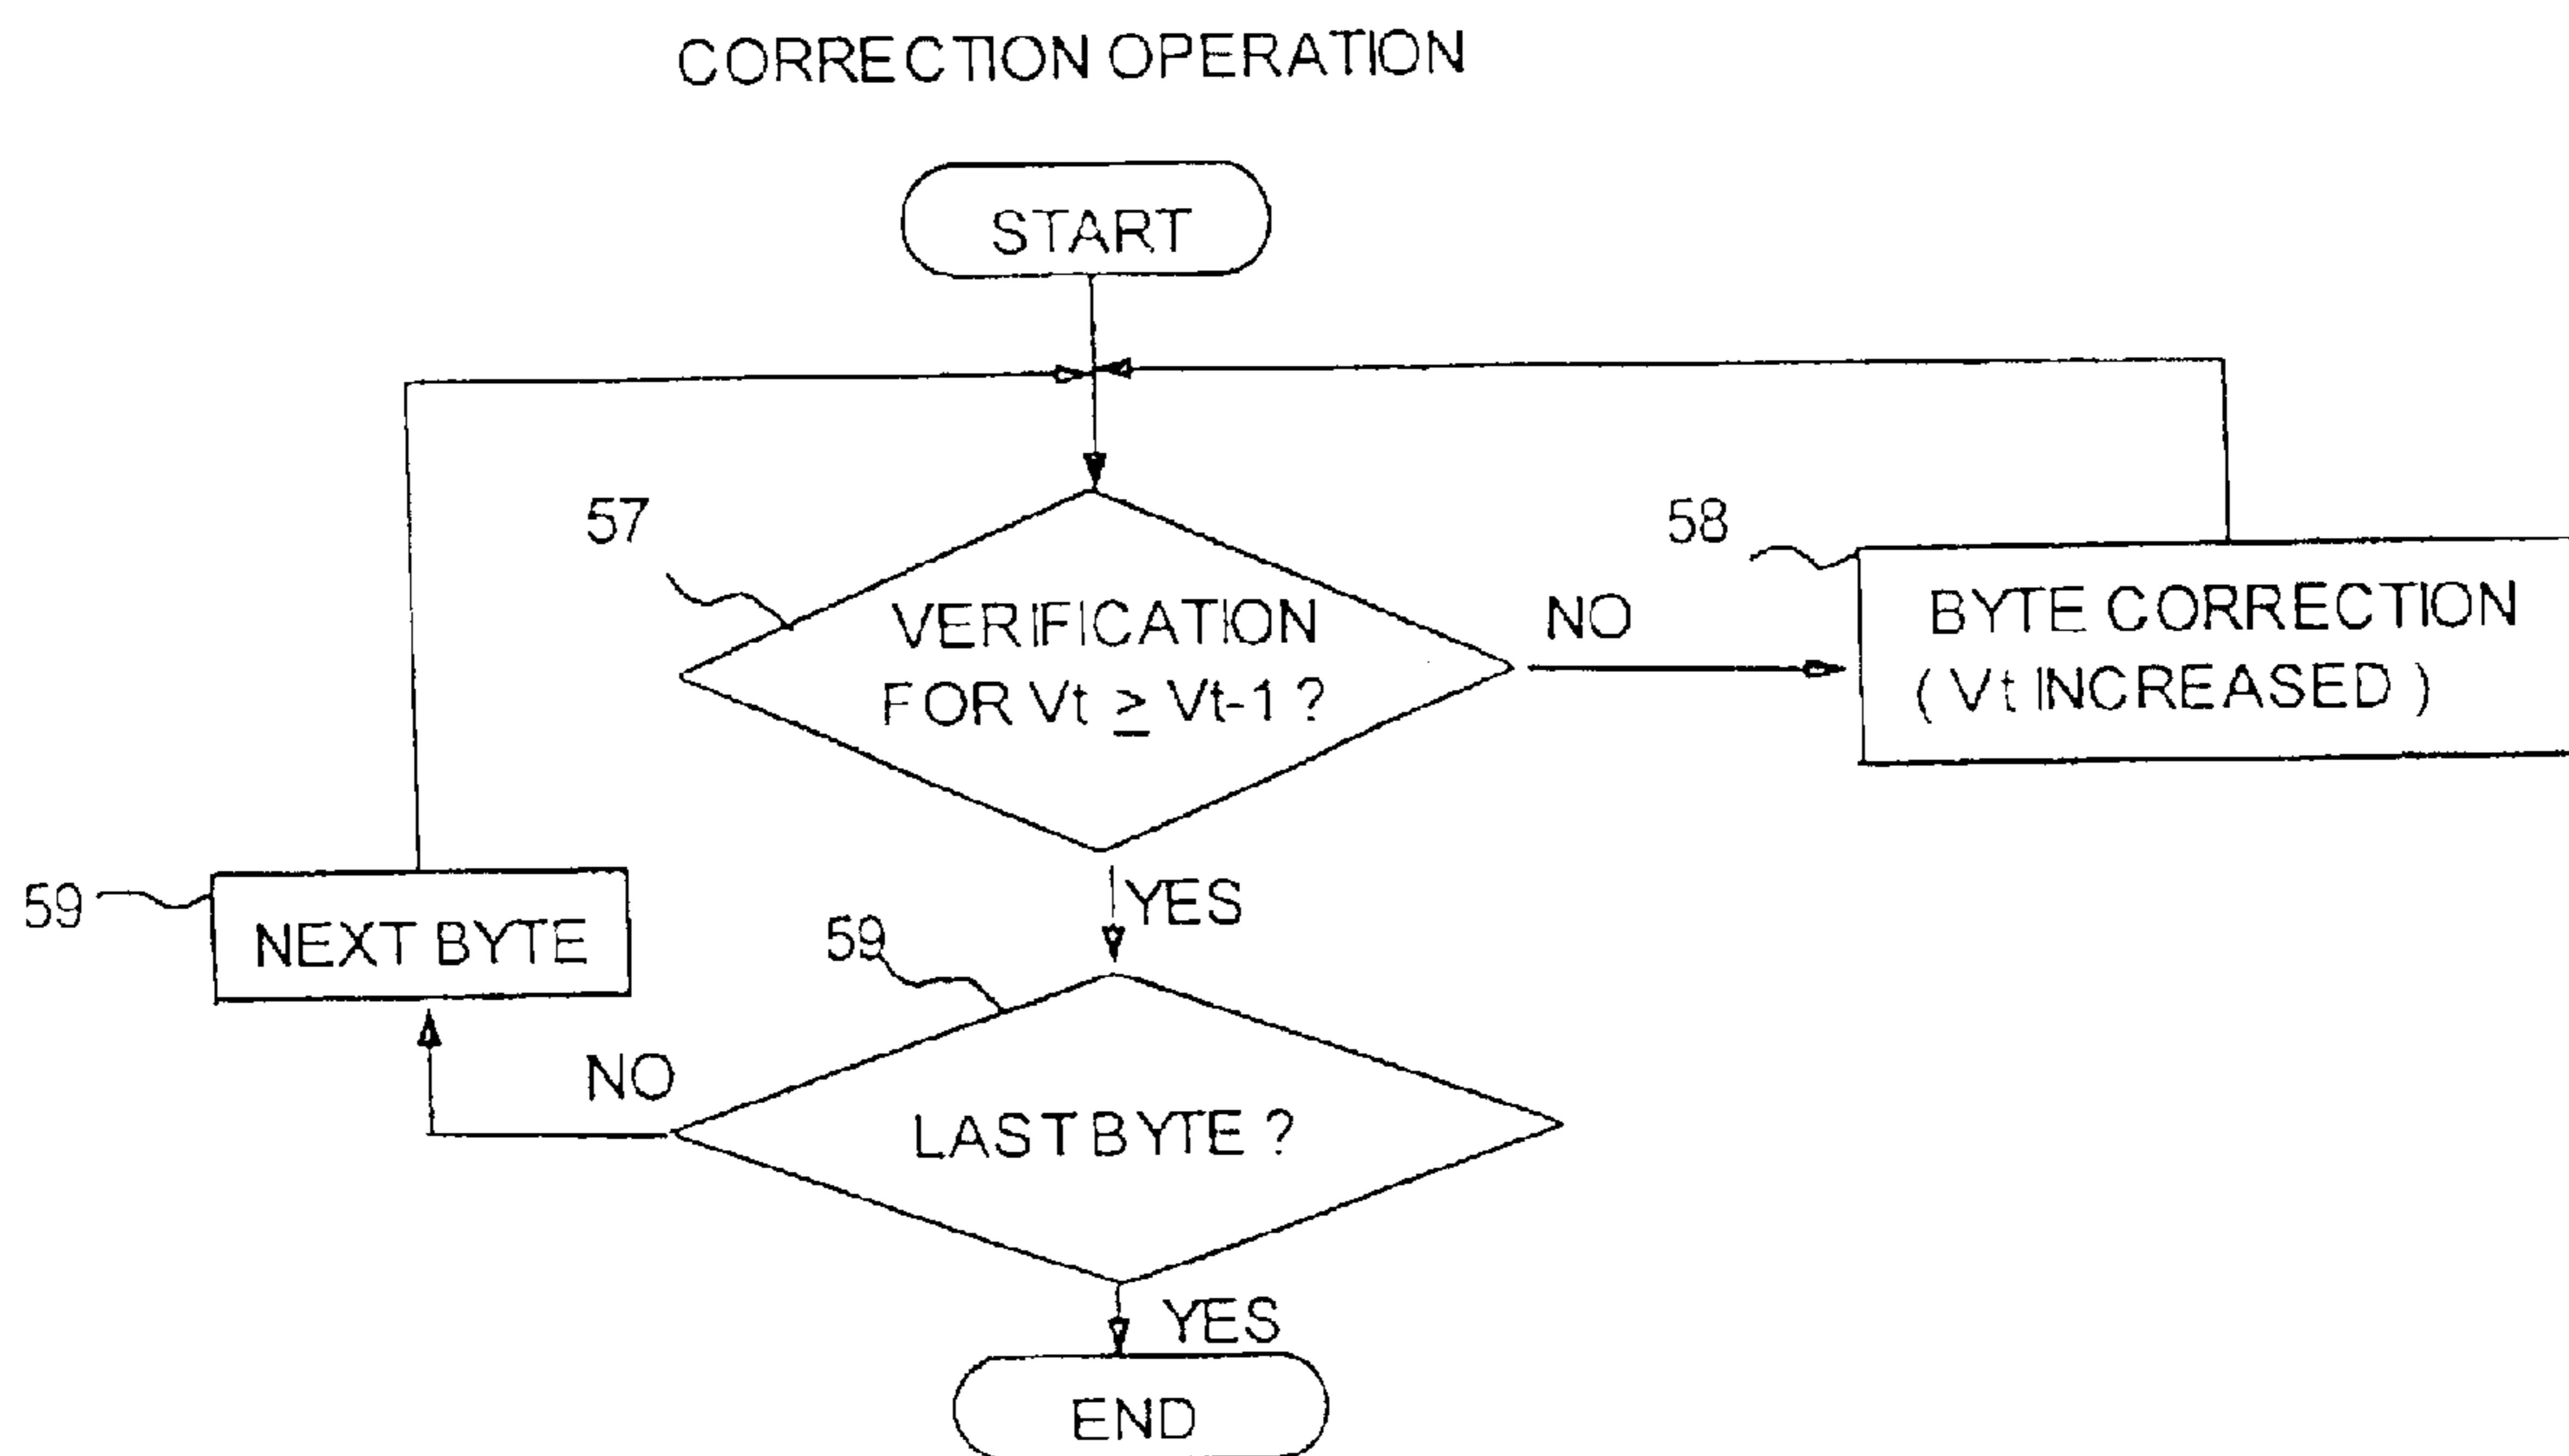 CORRECTION OPERATION
START
57
VERIFICATION
FOR Vt ≥ Vt-1 ?
NO
58
BYTE CORRECTION
( Vt INCREASED )
YES
59
NEXT BYTE
59
NO
LAST BYTE ?
YES
END